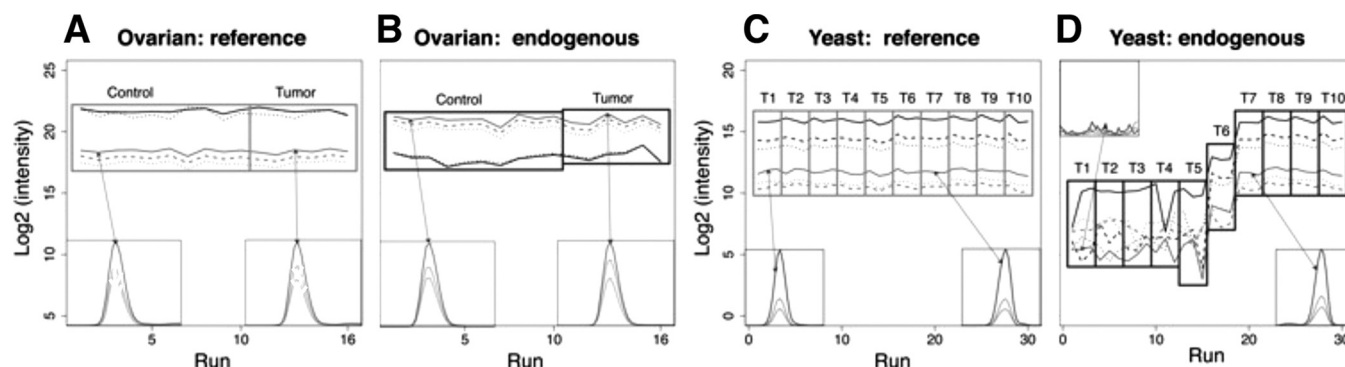 A
Ovarian: reference
25
20
15
10
5
Log2 (intensity)
Control
Tumor
5
10
16
Run
B
Ovarian: endogenous
Control
Tumor
5
10
16
Run
C
Yeast: reference
20
15
10
5
0
Log2 (intensity)
T1 T2 T3 T4 T5 T6 T7 T8 T9 T10
0
10
20
30
Run
D
Yeast: endogenous
T7 T8 T9 T10
T6
T1 T2 T3 T4 T5
0
10
20
30
Run